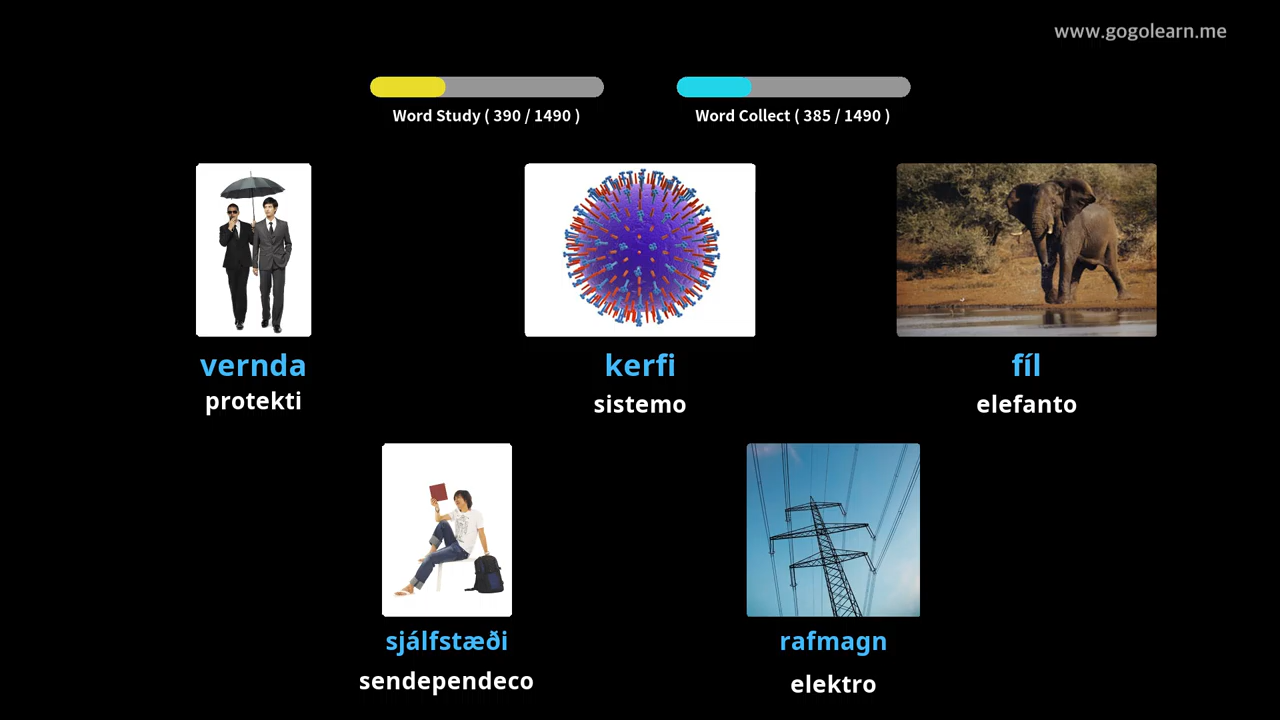 www.gogolearn.me
Word Study ( 390 / 1490 )
Word Collect ( 385 / 1490 )
vernda
protekti
kerfi
sistemo
fíl
elefanto
sjálfstæði
sendependeco
rafmagn
elektro